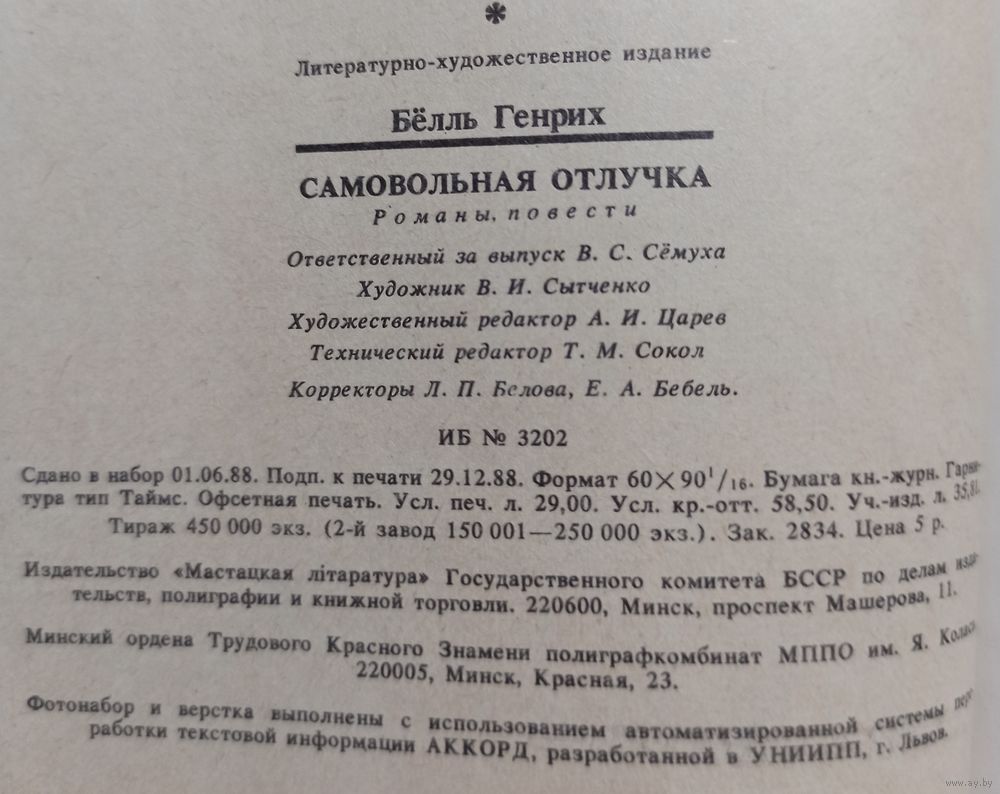 *
Литературно-художественное издание
Бёлль Генрих
САМОВОЛЬНАЯ ОТЛУЧКА
Романы, повести
Ответственный за выпуск В. С. Сёмуха
Художник В. И. Сытченко
Художественный редактор А. И. Царев
Технический редактор Т. М. Сокол
Корректоры Л. П. Белова, Е. А. Бебель.
ИБ № 3202
Сдано в набор 01.06.88. Подп. к печати 29.12.88. Формат 60×90¹/₁₆. Бумага кн.-журн. Гарни-
тура тип Таймс. Офсетная печать. Усл. печ. л. 29,00. Усл. кр.-отт. 58,50. Уч.-изд. л.
Тираж 450 000 экз. (2-й завод 150 001—250 000 экз.). Зак. 2834. Цена 5 р.
Издательство «Мастацкая літаратура» Государственного комитета БССР по делам изда-
тельств, полиграфии и книжной торговли. 220600, Минск, проспект Машерова, 11.
Минский ордена Трудового Красного Знамени полиграфкомбинат МППО им. Я. Коласа.
220005, Минск, Красная, 23.
Фотонабор и верстка выполнены с использованием автоматизированной системы пере-
работки текстовой информации АККОРД, разработанной в УНИИПП, г. Львов.
www.ay.by